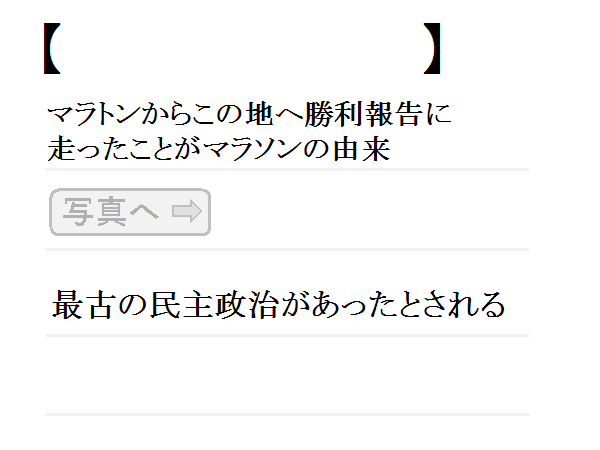 【 】
マラトンからこの地へ勝利報告に
走ったことがマラソンの由来
写真へ
最古の民主政治があったとされる